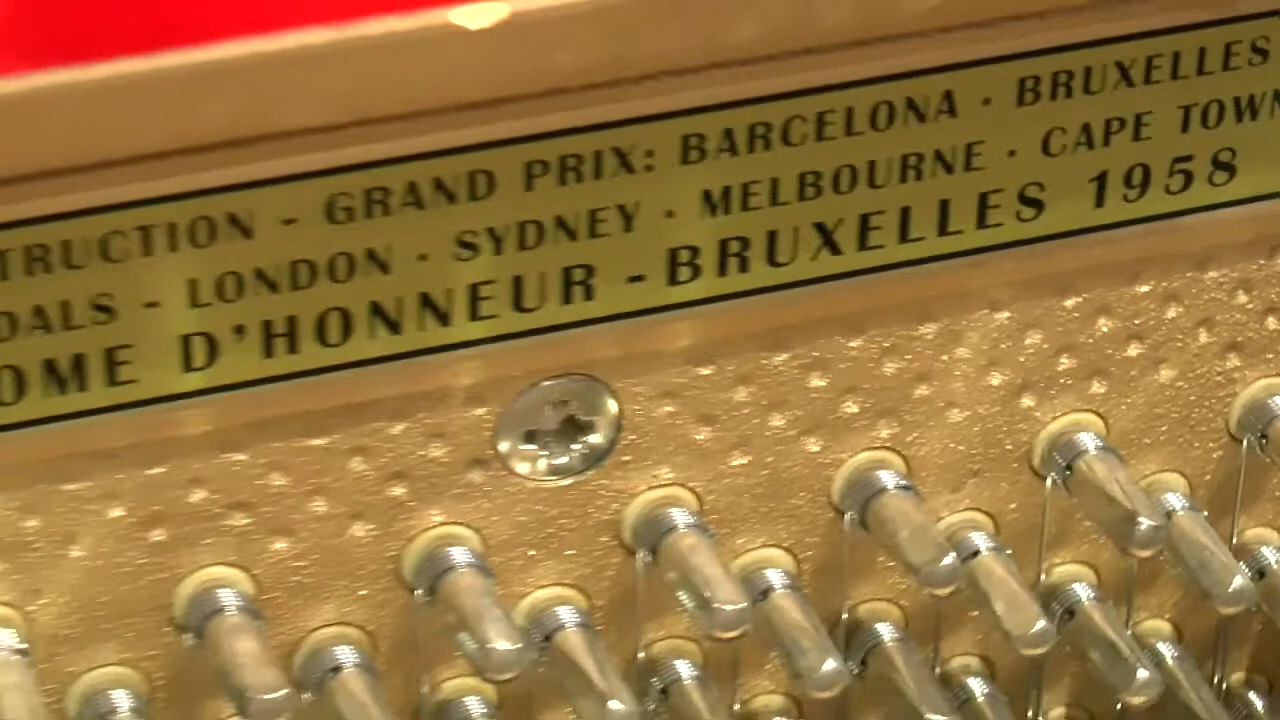 TRUCTION - GRAND PRIX: BARCELONA · BRUXELLES
DALS - LONDON · SYDNEY · MELBOURNE · CAPE TOWN
OME D'HONNEUR - BRUXELLES 1958